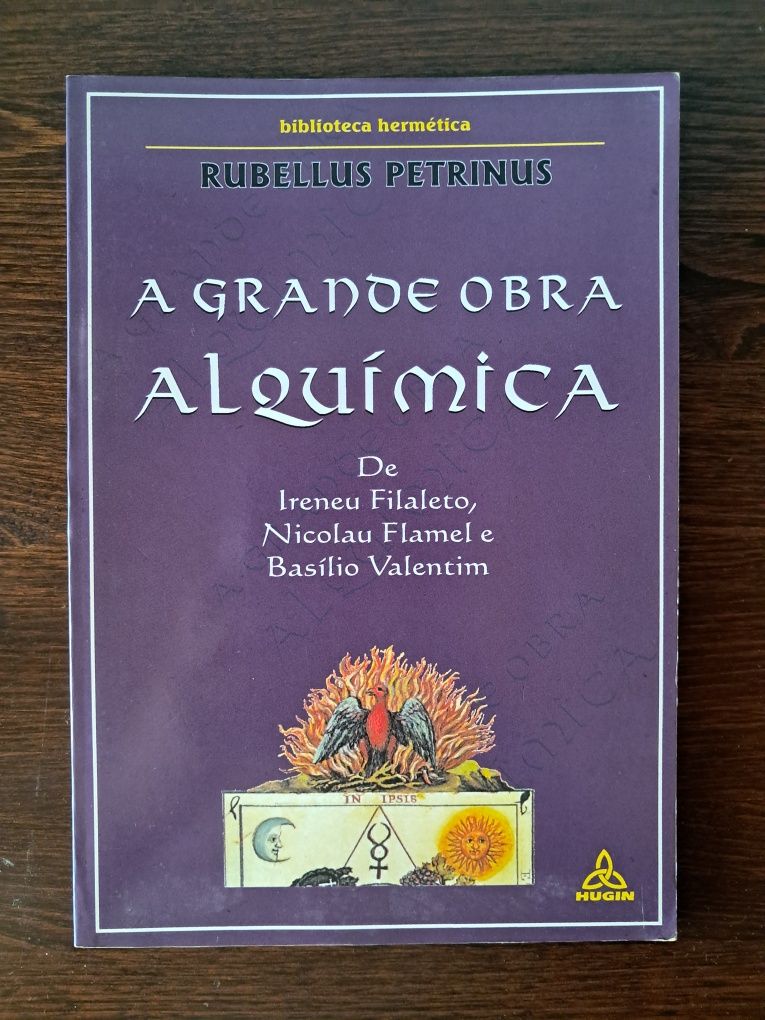 biblioteca hermética
RUBELLUS PETRINUS
A GRANDE OBRA
ALQUÍMICA
De
Ireneu Filaleto,
Nicolau Flamel e
Basílio Valentim
IN IPSIS
HUGIN